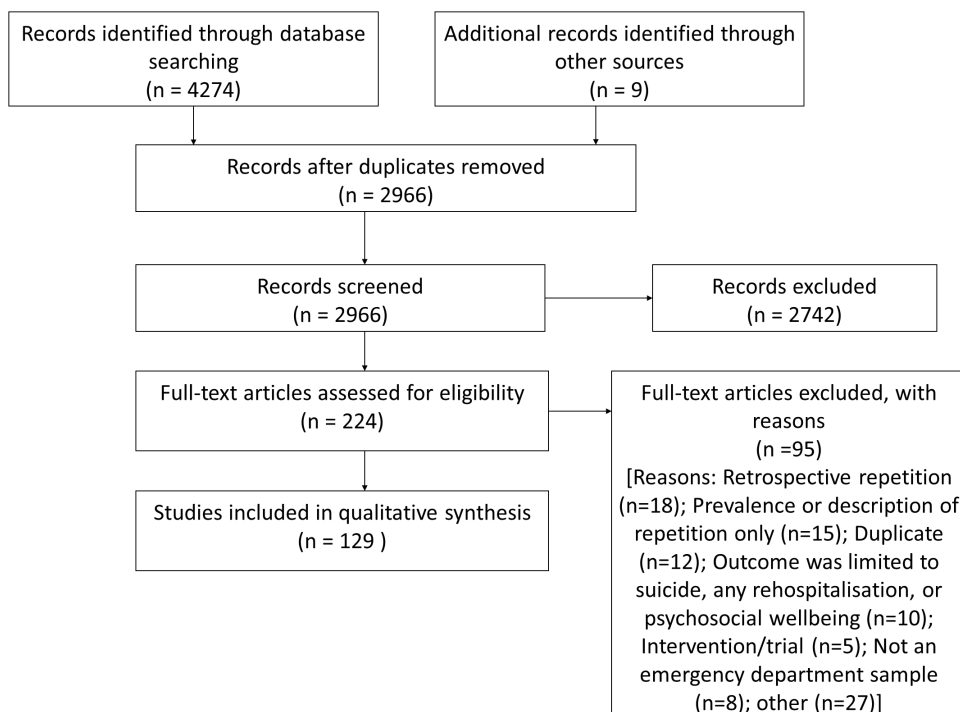 Records identified through database
searching
(n = 4274)
Additional records identified through
other sources
(n = 9)
Records after duplicates removed
(n = 2966)
Records screened
(n = 2966)
Records excluded
(n = 2742)
Full-text articles assessed for eligibility
(n = 224)
Full-text articles excluded, with
reasons
(n =95)
[Reasons: Retrospective repetition
(n=18); Prevalence or description of
repetition only (n=15); Duplicate
(n=12); Outcome was limited to
suicide, any rehospitalisation, or
psychosocial wellbeing (n=10);
Intervention/trial (n=5); Not an
emergency department sample
(n=8); other (n=27)]
Studies included in qualitative synthesis
(n = 129 )